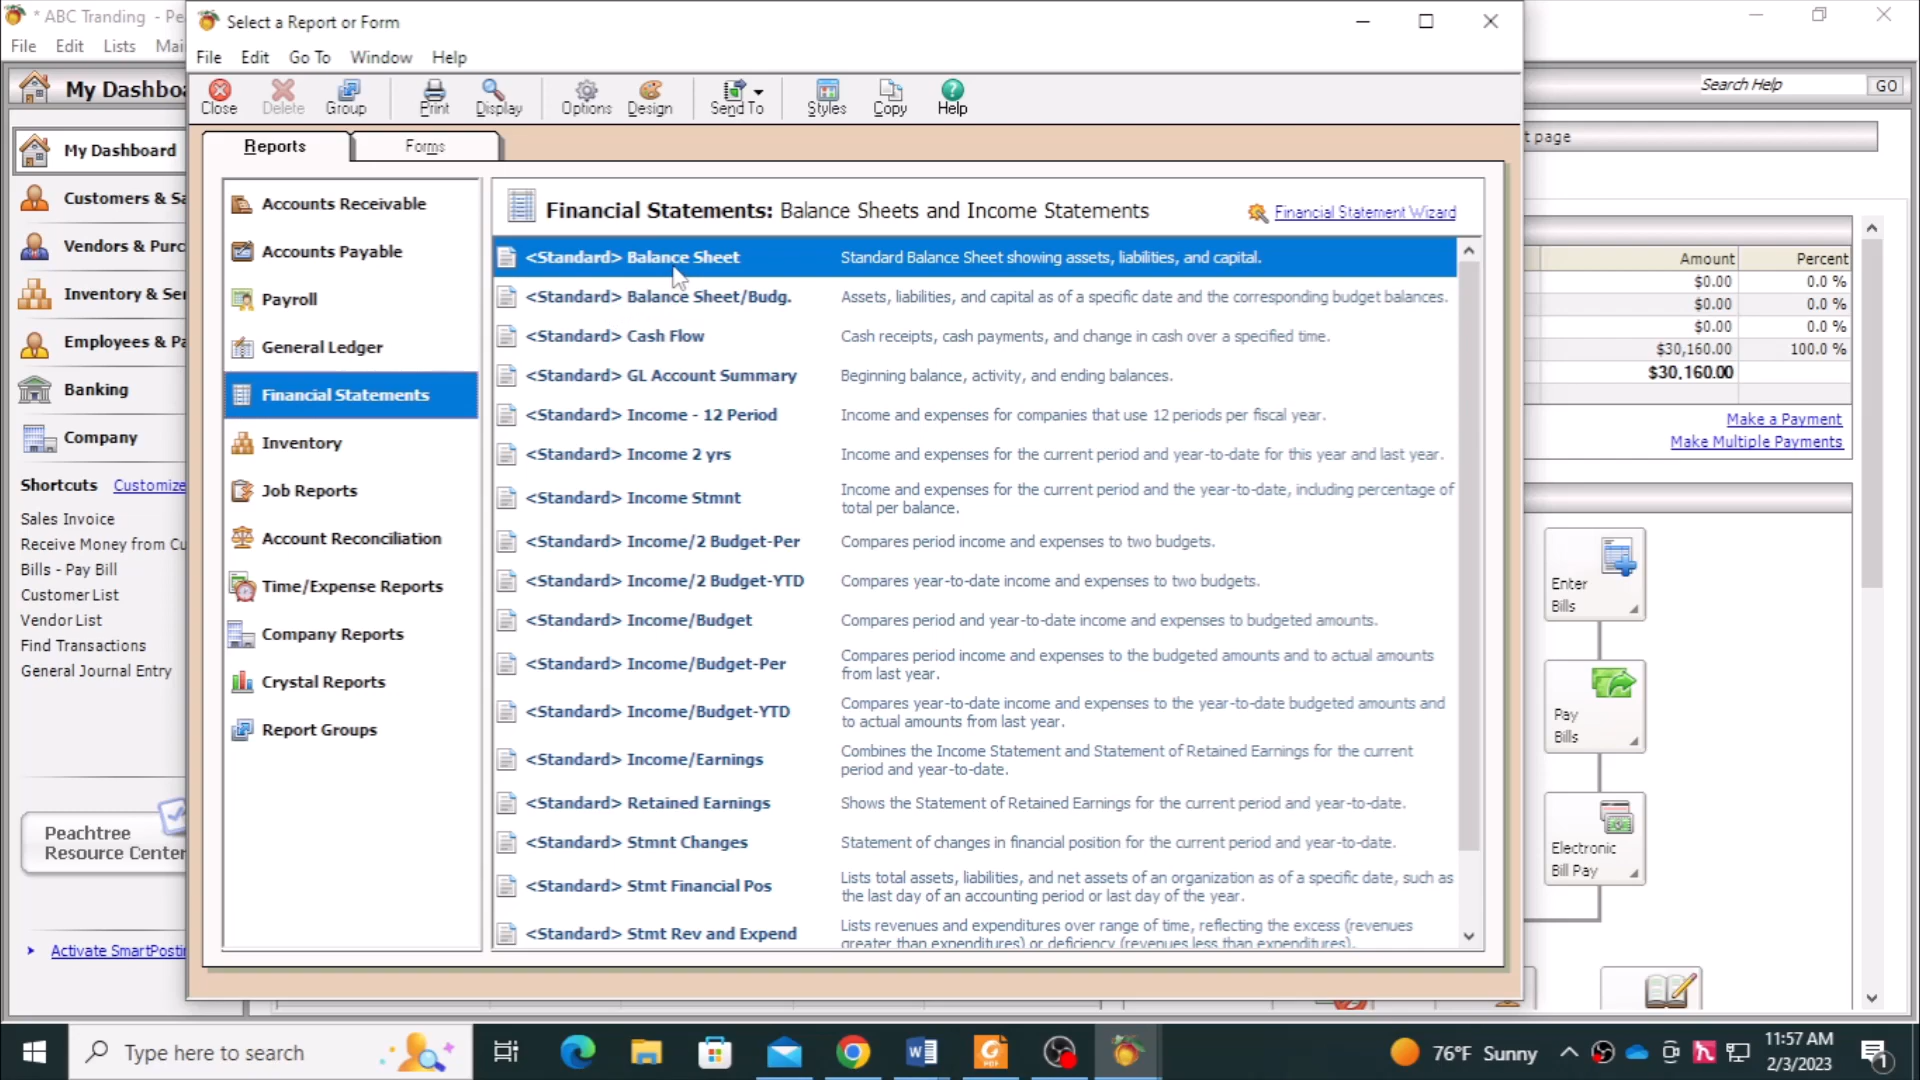 * ABC Tranding - Pe
File Edit Lists Mai
My Dashboa
My Dashboard
Customers & Sa
Vendors & Purc
Inventory & Ser
Employees & Pa
Banking
Company
Shortcuts Customize
Sales Invoice
Receive Money from Cu
Bills - Pay Bill
Customer List
Vendor List
Find Transactions
General Journal Entry
Peachtree
Resource Center
Activate SmartPosti
Select a Report or Form
File Edit Go To Window Help
Close Delete Group Print Display Options Design Send To Styles Copy Help
Reports Forms
Accounts Receivable
Accounts Payable
Payroll
General Ledger
Financial Statements
Inventory
Job Reports
Account Reconciliation
Time/Expense Reports
Company Reports
Crystal Reports
Report Groups
Financial Statements: Balance Sheets and Income Statements Financial Statement Wizard
<Standard> Balance Sheet Standard Balance Sheet showing assets, liabilities, and capital.
<Standard> Balance Sheet/Budg. Assets, liabilities, and capital as of a specific date and the corresponding budget balances.
<Standard> Cash Flow Cash receipts, cash payments, and change in cash over a specified time.
<Standard> GL Account Summary Beginning balance, activity, and ending balances.
<Standard> Income - 12 Period Income and expenses for companies that use 12 periods per fiscal year.
<Standard> Income 2 yrs Income and expenses for the current period and year-to-date for this year and last year.
<Standard> Income Stmnt Income and expenses for the current period and the year-to-date, including percentage of
total per balance.
<Standard> Income/2 Budget-Per Compares period income and expenses to two budgets.
<Standard> Income/2 Budget-YTD Compares year-to-date income and expenses to two budgets.
<Standard> Income/Budget Compares period and year-to-date income and expenses to budgeted amounts.
<Standard> Income/Budget-Per Compares period income and expenses to the budgeted amounts and to actual amounts
from last year.
<Standard> Income/Budget-YTD Compares year-to-date income and expenses to the year-to-date budgeted amounts and
to actual amounts from last year.
<Standard> Income/Earnings Combines the Income Statement and Statement of Retained Earnings for the current
period and year-to-date.
<Standard> Retained Earnings Shows the Statement of Retained Earnings for the current period and year-to-date.
<Standard> Stmnt Changes Statement of changes in financial position for the current period and year-to-date.
<Standard> Stmt Financial Pos Lists total assets, liabilities, and net assets of an organization as of a specific date, such as
the last day of an accounting period or last day of the year.
<Standard> Stmt Rev and Expend Lists revenues and expenditures over range of time, reflecting the excess (revenues
greater than expenditures) or deficiency (revenues less than expenditures).
Search Help GO
t page
Amount Percent
$0.00 0.0 %
$0.00 0.0 %
$0.00 0.0 %
$30,160.00 100.0 %
$30,160.00
Make a Payment
Make Multiple Payments
Enter
Bills
Pay
Bills
Electronic
Bill Pay
Type here to search
76°F Sunny
11:57 AM
2/3/2023
1